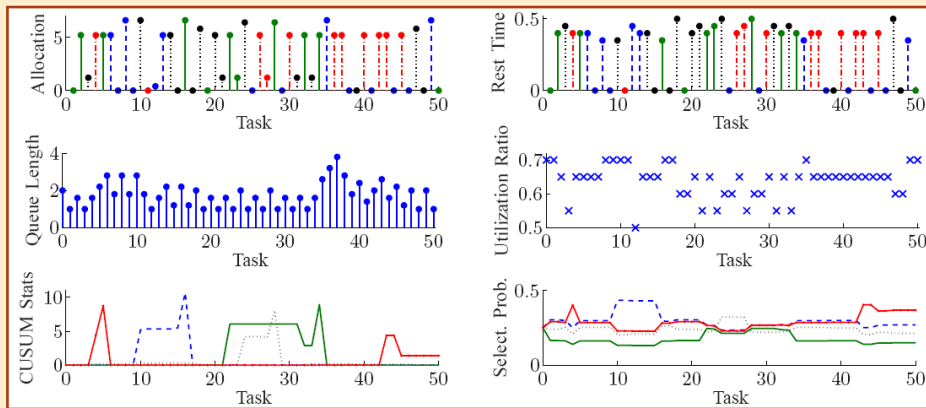 Allocation
5
0
0 10 20 30 40 50
Task
Rest Time
0.5
0
0 10 20 30 40 50
Task
Queue Length
4
2
0
0 10 20 30 40 50
Task
Utilization Ratio
0.7
0.6
0.5
0 10 20 30 40 50
Task
CUSUM Stats
10
5
0
0 10 20 30 40 50
Task
Select. Prob.
0.5
0
0 10 20 30 40 50
Task